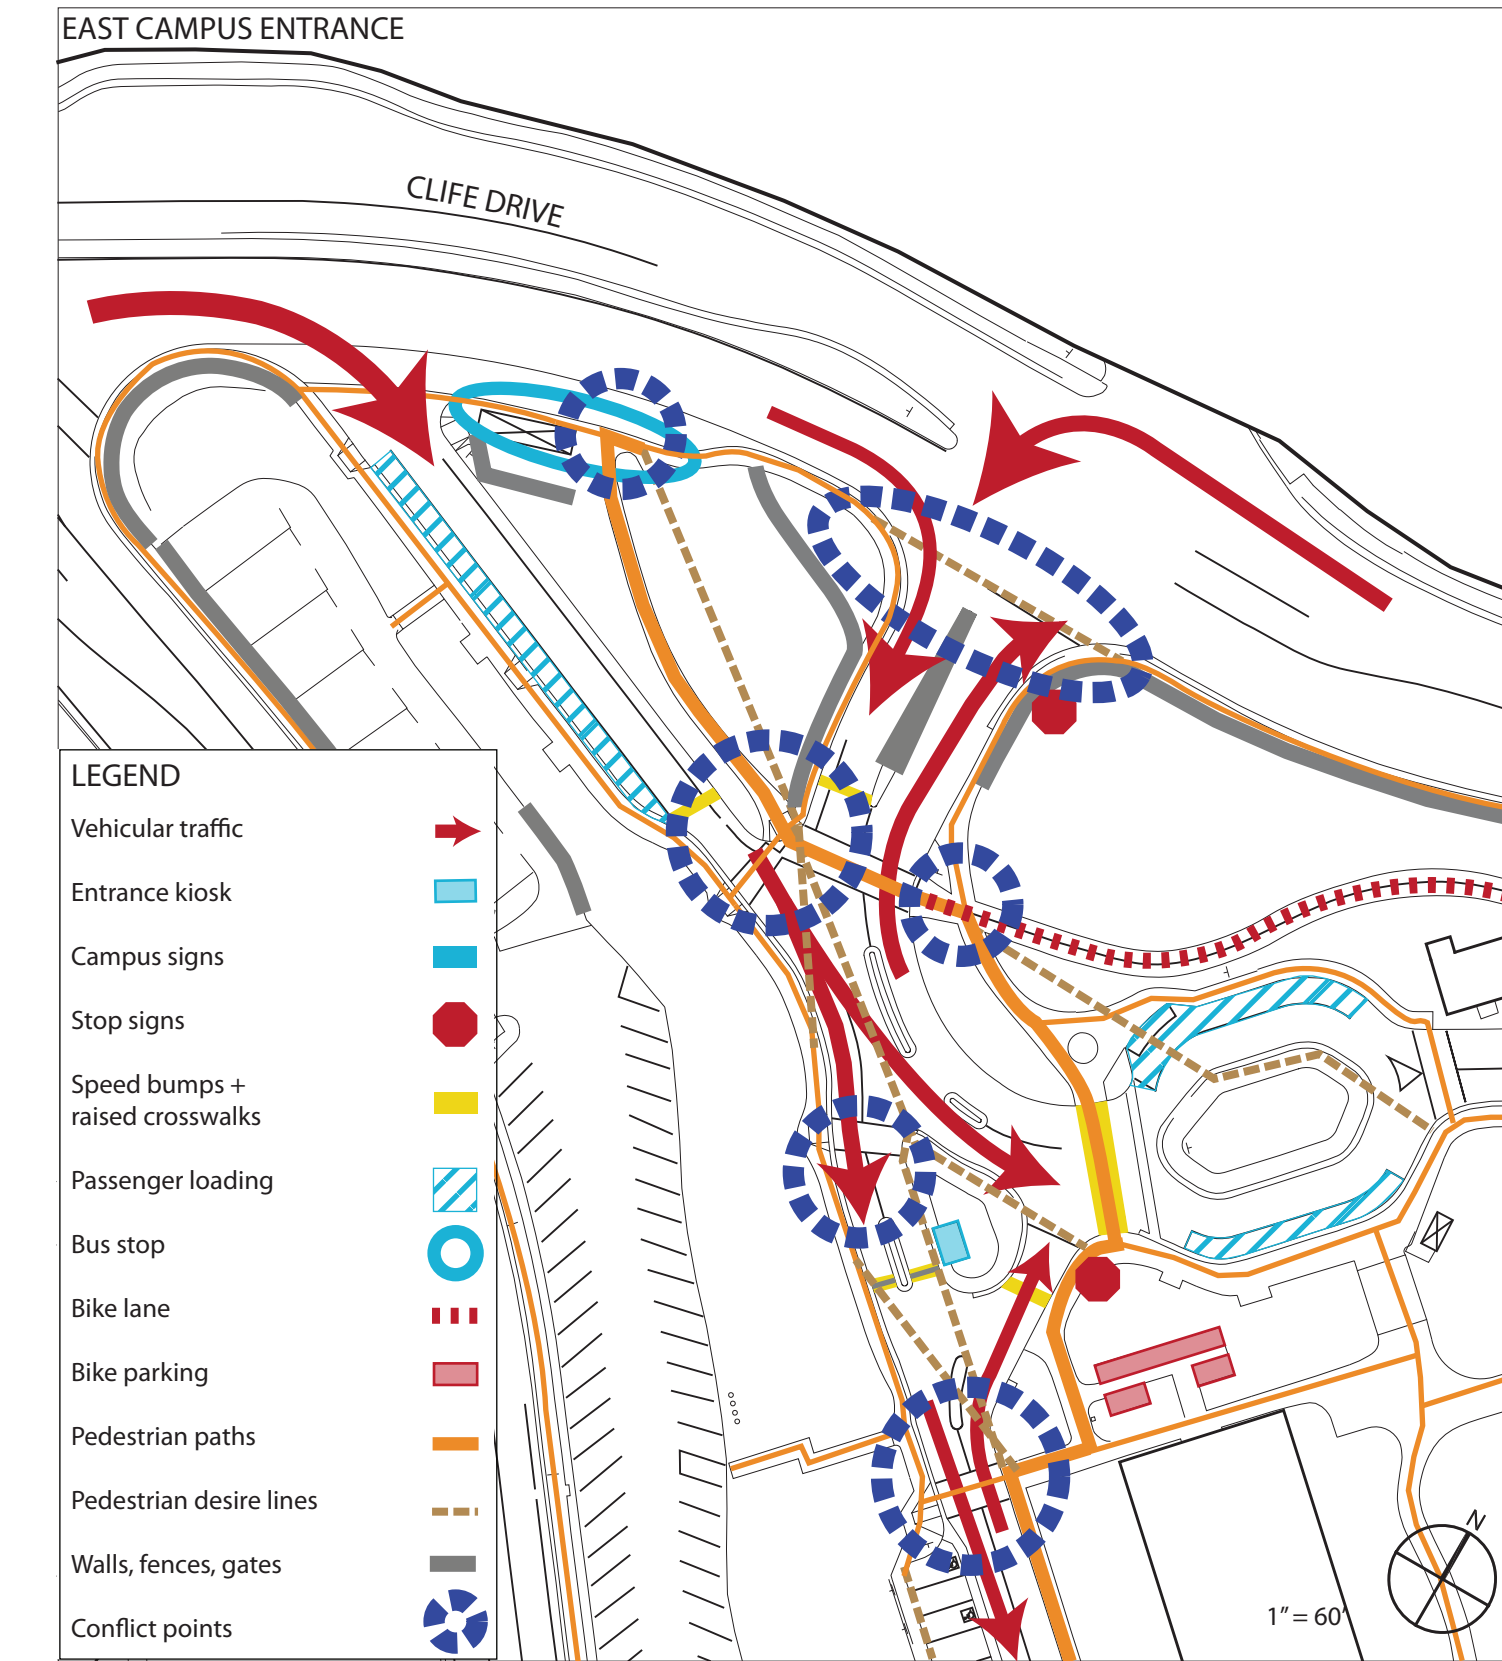 EAST CAMPUS ENTRANCE
CLIFE DRIVE
LEGEND
Vehicular traffic
Entrance kiosk
Campus signs
Stop signs
Speed bumps +
raised crosswalks
Passenger loading
Bus stop
Bike lane
Bike parking
Pedestrian paths
Pedestrian desire lines
Walls, fences, gates
Conflict points
N
1” = 60’